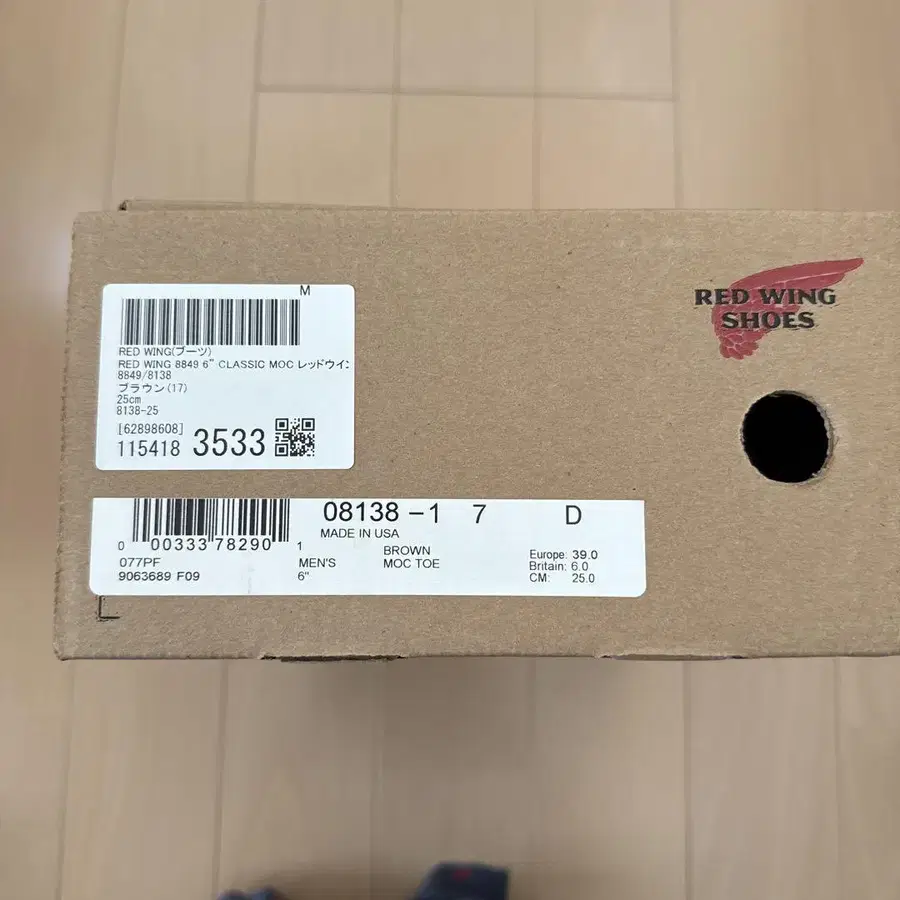 M
RED WING(ブーツ)
RED WING 8849 6" CLASSIC MOC レッドウイン
8849/8138
ブラウン(17)
25cm
8138-25
[62898608]
115418 3533
RED WING
SHOES
08138 -1 7 D
MADE IN USA
0 00333 78290 1
077PF MEN'S BROWN Europe: 39.0
9063689 F09 6" MOC TOE Britain: 6.0
CM: 25.0